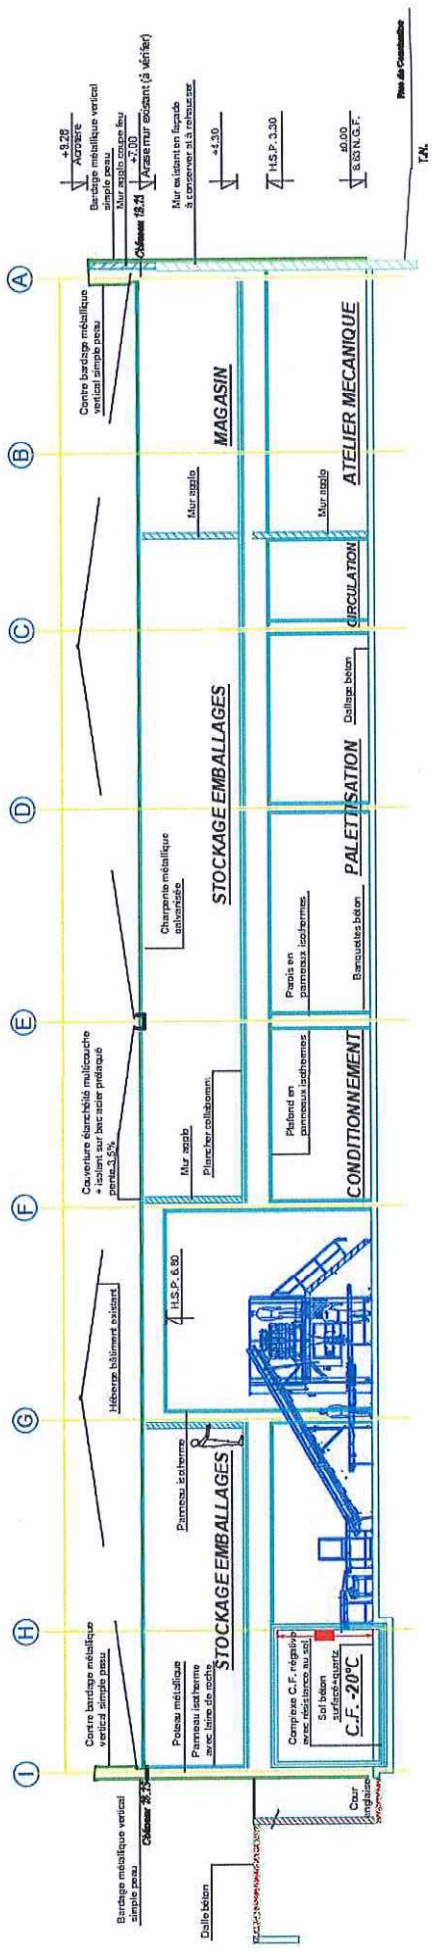 A
B
C
D
E
F
G
H
I
+9.28
Acrotère
Bardage métallique vertical
simple peau
Mur agglo coupe feu
+7.00
Arase mur existant (à vérifier)
Mur existant en façade
à conserver et à rehausser
+4.30
H.S.P. 3.30
±0.00
6.63 N.G.F.
T.N.
Contre bardage métallique
vertical simple peau
MAGASIN
ATELIER MECANIQUE
Mur agglo
Mur agglo
CIRCULATION
STOCKAGE EMBALLAGES
Dallage béton
PALETTISATION
Charpente métallique
galvanisée
Parois en
panneaux isothermes
Banquettes béton
Couverture étanchéité multicouche
+ isolant sur bac acier prélaqué
pente 3,5%
Mur agglo
Plancher collaborant
Plafond en
panneaux isothermes
CONDITIONNEMENT
Héberge bâtiment existant
H.S.P. 6.80
Panneau isotherme
STOCKAGE EMBALLAGES
Contre bardage métallique
vertical simple peau
Poteau métallique
Panneau isotherme
avec laine de roche
Complexe C.F. négative
avec résistance au sol
Sol béton
surfacé+quartz
C.F. -20°C
Bardage métallique vertical
simple peau
Cour
anglaise
Dalle béton